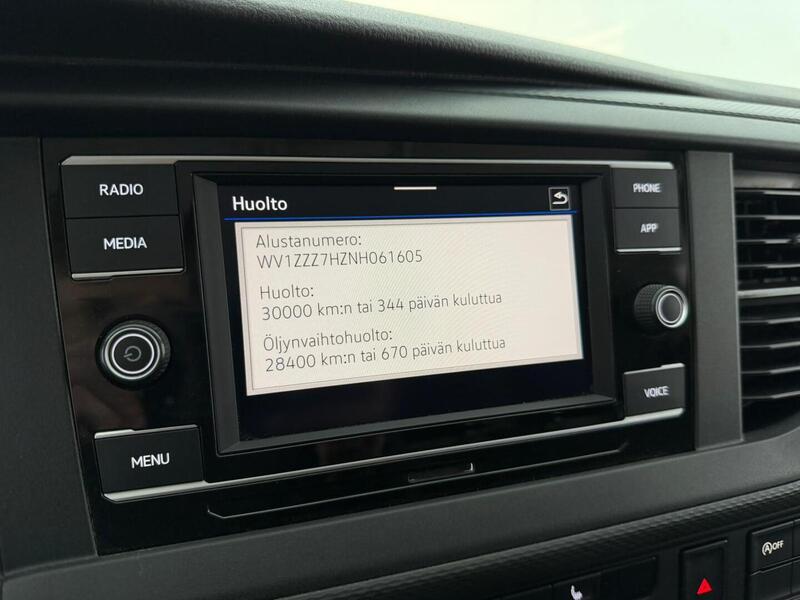 RADIO
MEDIA
MENU
Huolto
Alustanumero:
WV1ZZZ7HZNH061605
Huolto:
30000 km:n tai 344 päivän kuluttua
Öljynvaihtohuolto:
28400 km:n tai 670 päivän kuluttua
PHONE
APP
VOICE
A OFF